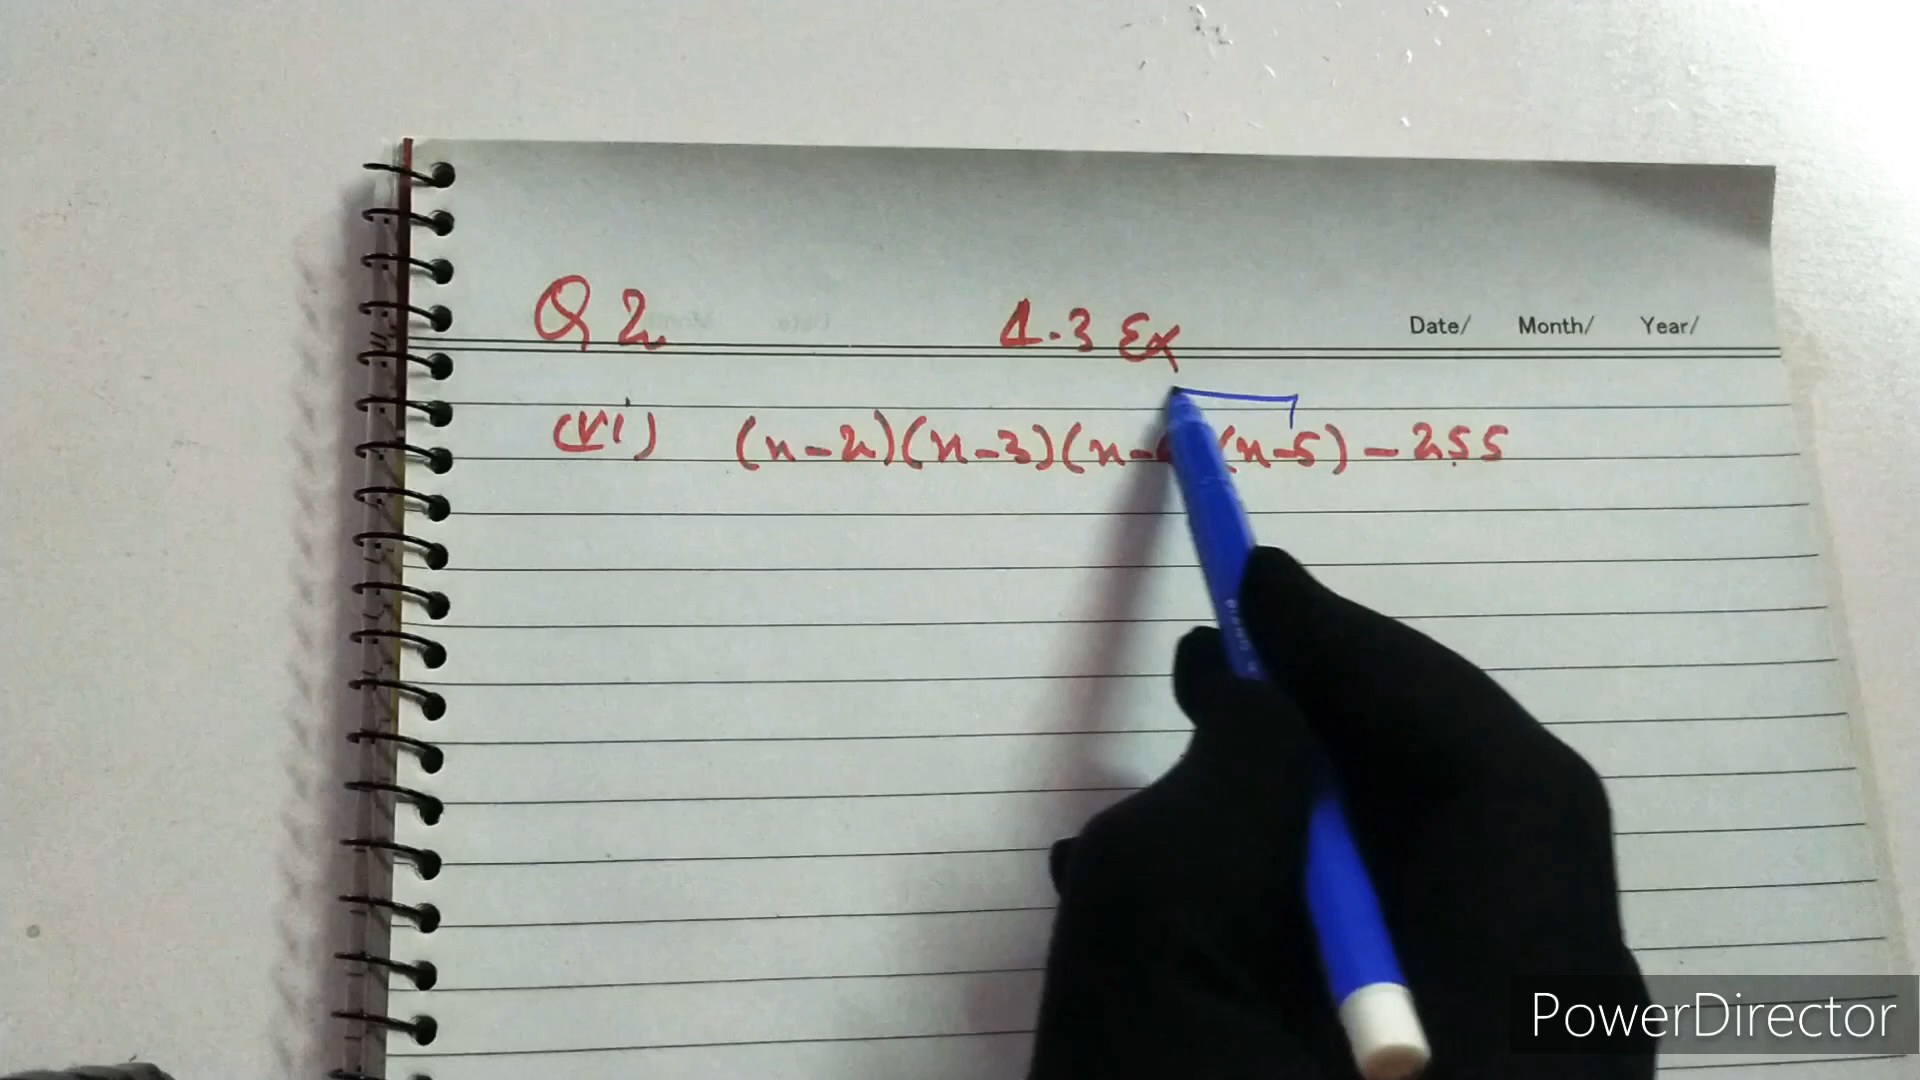 Q 2 4.3 Ex Date/ Month/ Year/
(vi) (x-2)(x-3)(x- (x-5) - 255
PowerDirector